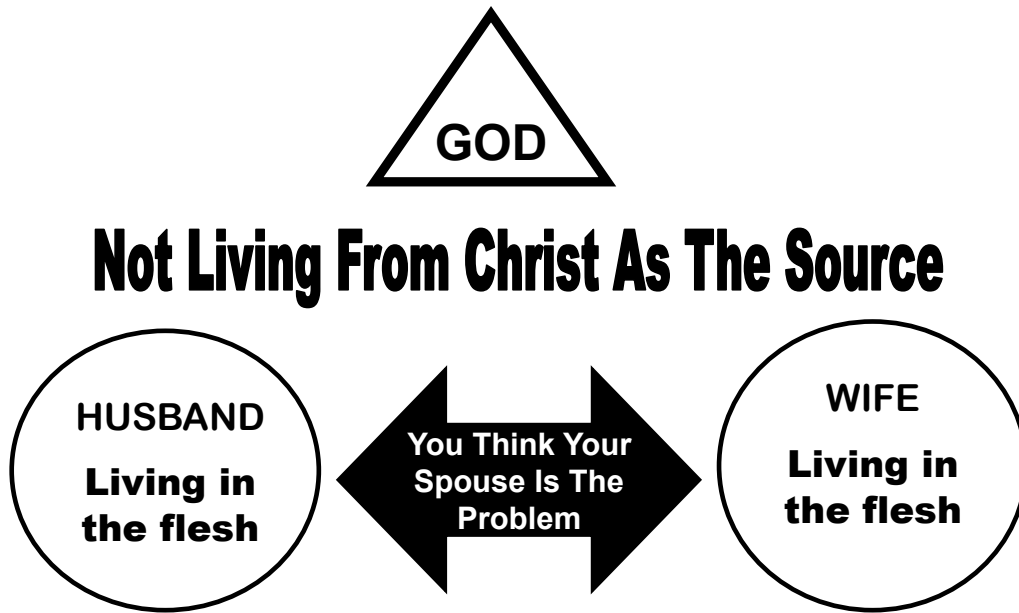 GOD
Not Living From Christ As The Source
HUSBAND
Living in
the flesh
You Think Your
Spouse Is The
Problem
WIFE
Living in
the flesh